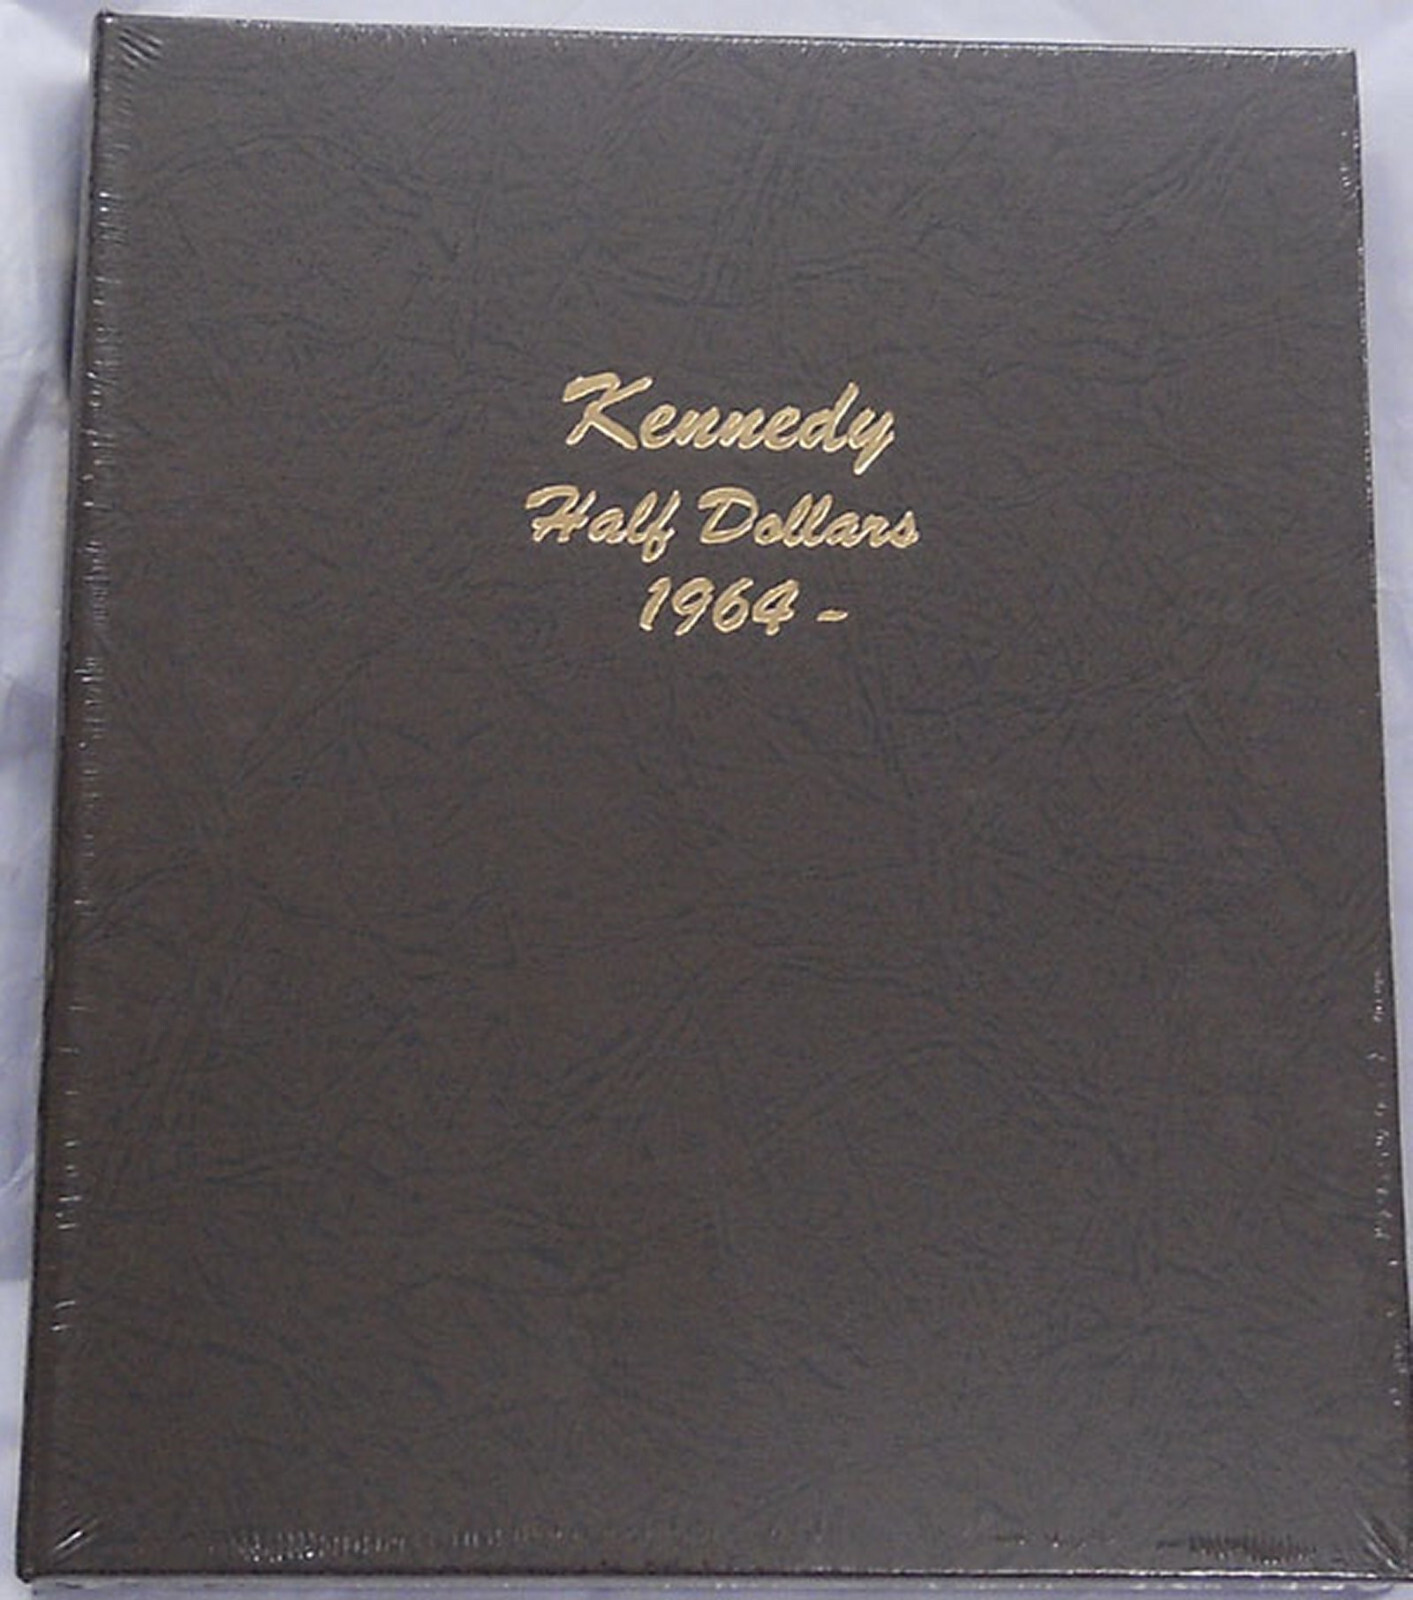 Kennedy
Half Dollars
1964 -